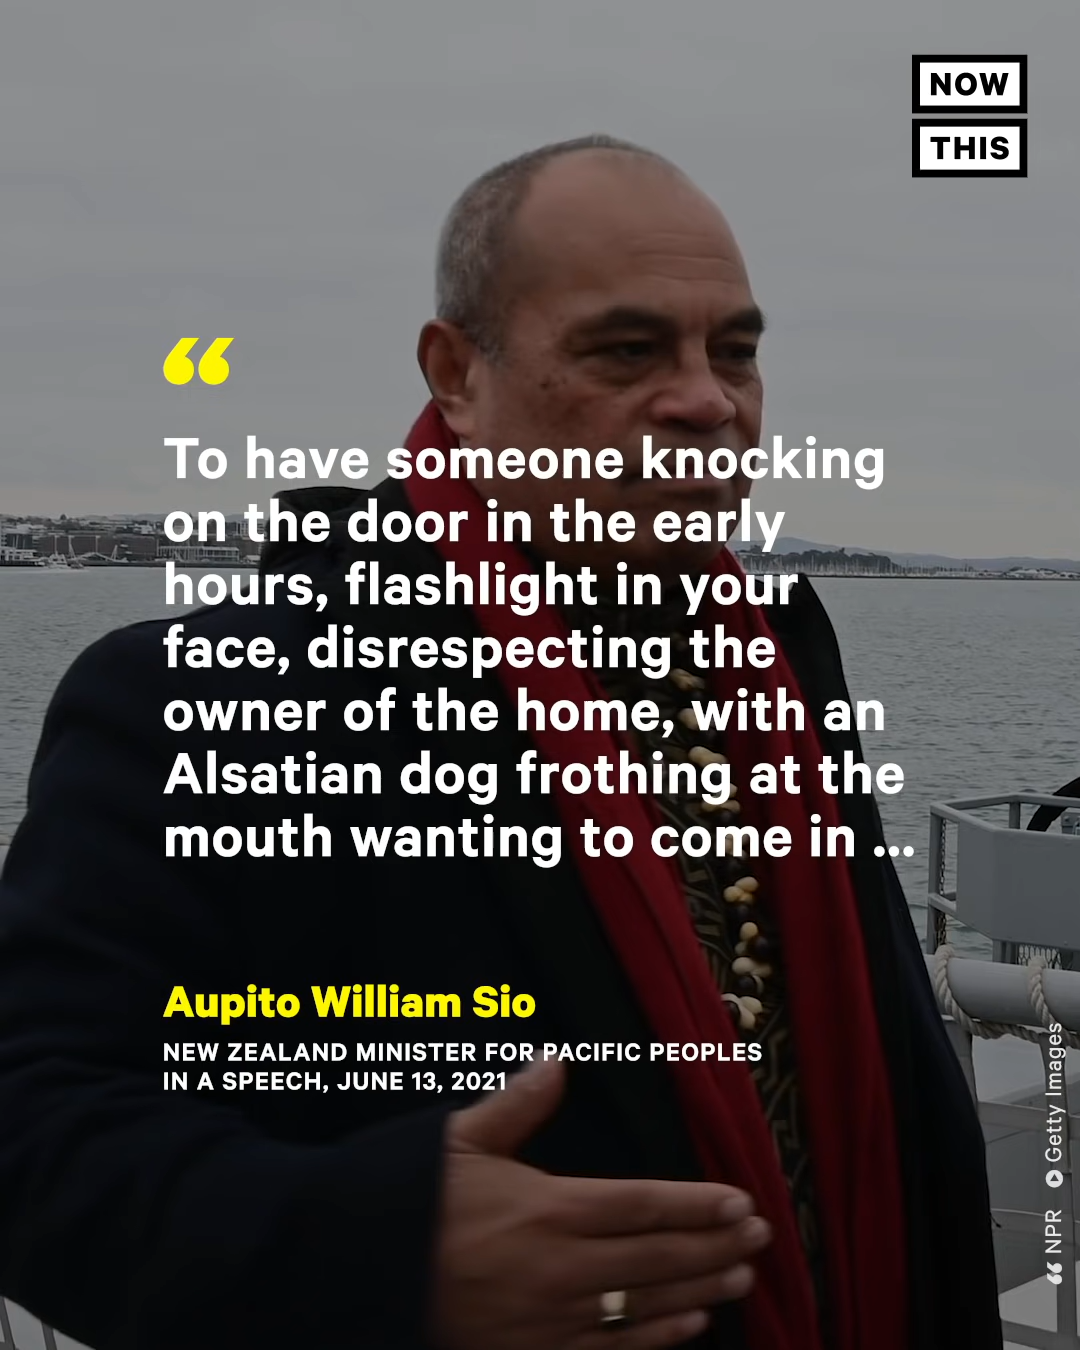 NOW
THIS
“
To have someone knocking
on the door in the early
hours, flashlight in your
face, disrespecting the
owner of the home, with an
Alsatian dog frothing at the
mouth wanting to come in ...
Aupito William Sio
NEW ZEALAND MINISTER FOR PACIFIC PEOPLES
IN A SPEECH, JUNE 13, 2021
“ NPR Getty Images